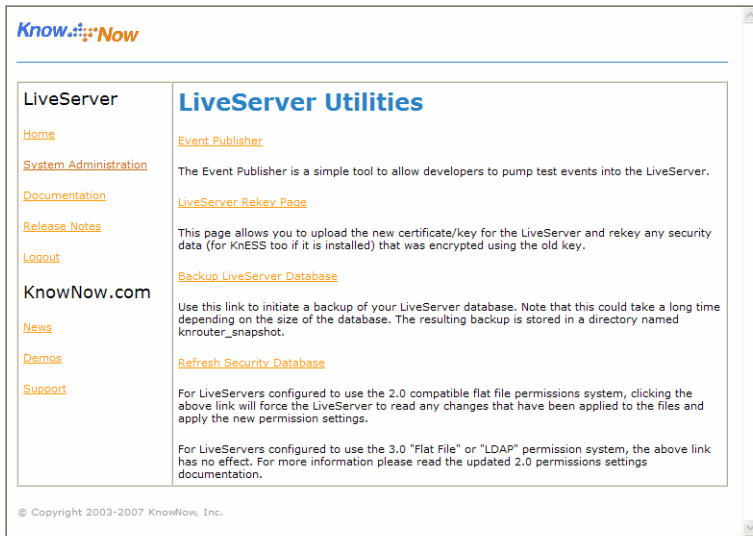 Know Now
LiveServer
Home
System Administration
Documentation
Release Notes
Logout
KnowNow.com
News
Demos
Support
LiveServer Utilities
Event Publisher
The Event Publisher is a simple tool to allow developers to pump test events into the LiveServer.
LiveServer Rekey Page
This page allows you to upload the new certificate/key for the LiveServer and rekey any security
data (for KnESS too if it is installed) that was encrypted using the old key.
Backup LiveServer Database
Use this link to initiate a backup of your LiveServer database. Note that this could take a long time
depending on the size of the database. The resulting backup is stored in a directory named
knrouter_snapshot.
Refresh Security Database
For LiveServers configured to use the 2.0 compatible flat file permissions system, clicking the
above link will force the LiveServer to read any changes that have been applied to the files and
apply the new permission settings.
For LiveServers configured to use the 3.0 "Flat File" or "LDAP" permission system, the above link
has no effect. For more information please read the updated 2.0 permissions settings
documentation.
© Copyright 2003-2007 KnowNow, Inc.